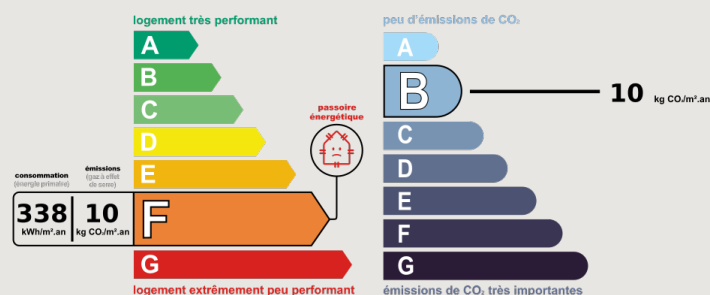 logement très performant
A
B
C
D
E
F
G
logement extrêmement peu performant
consommation
(énergie primaire)
émissions
(gaz à effet
de serre)
338
kWh/m².an
10
kg CO₂/m².an
passoire
énergétique
peu d'émissions de CO₂
A
B
C
D
E
F
G
émissions de CO₂ très importantes
10
kg CO₂/m².an